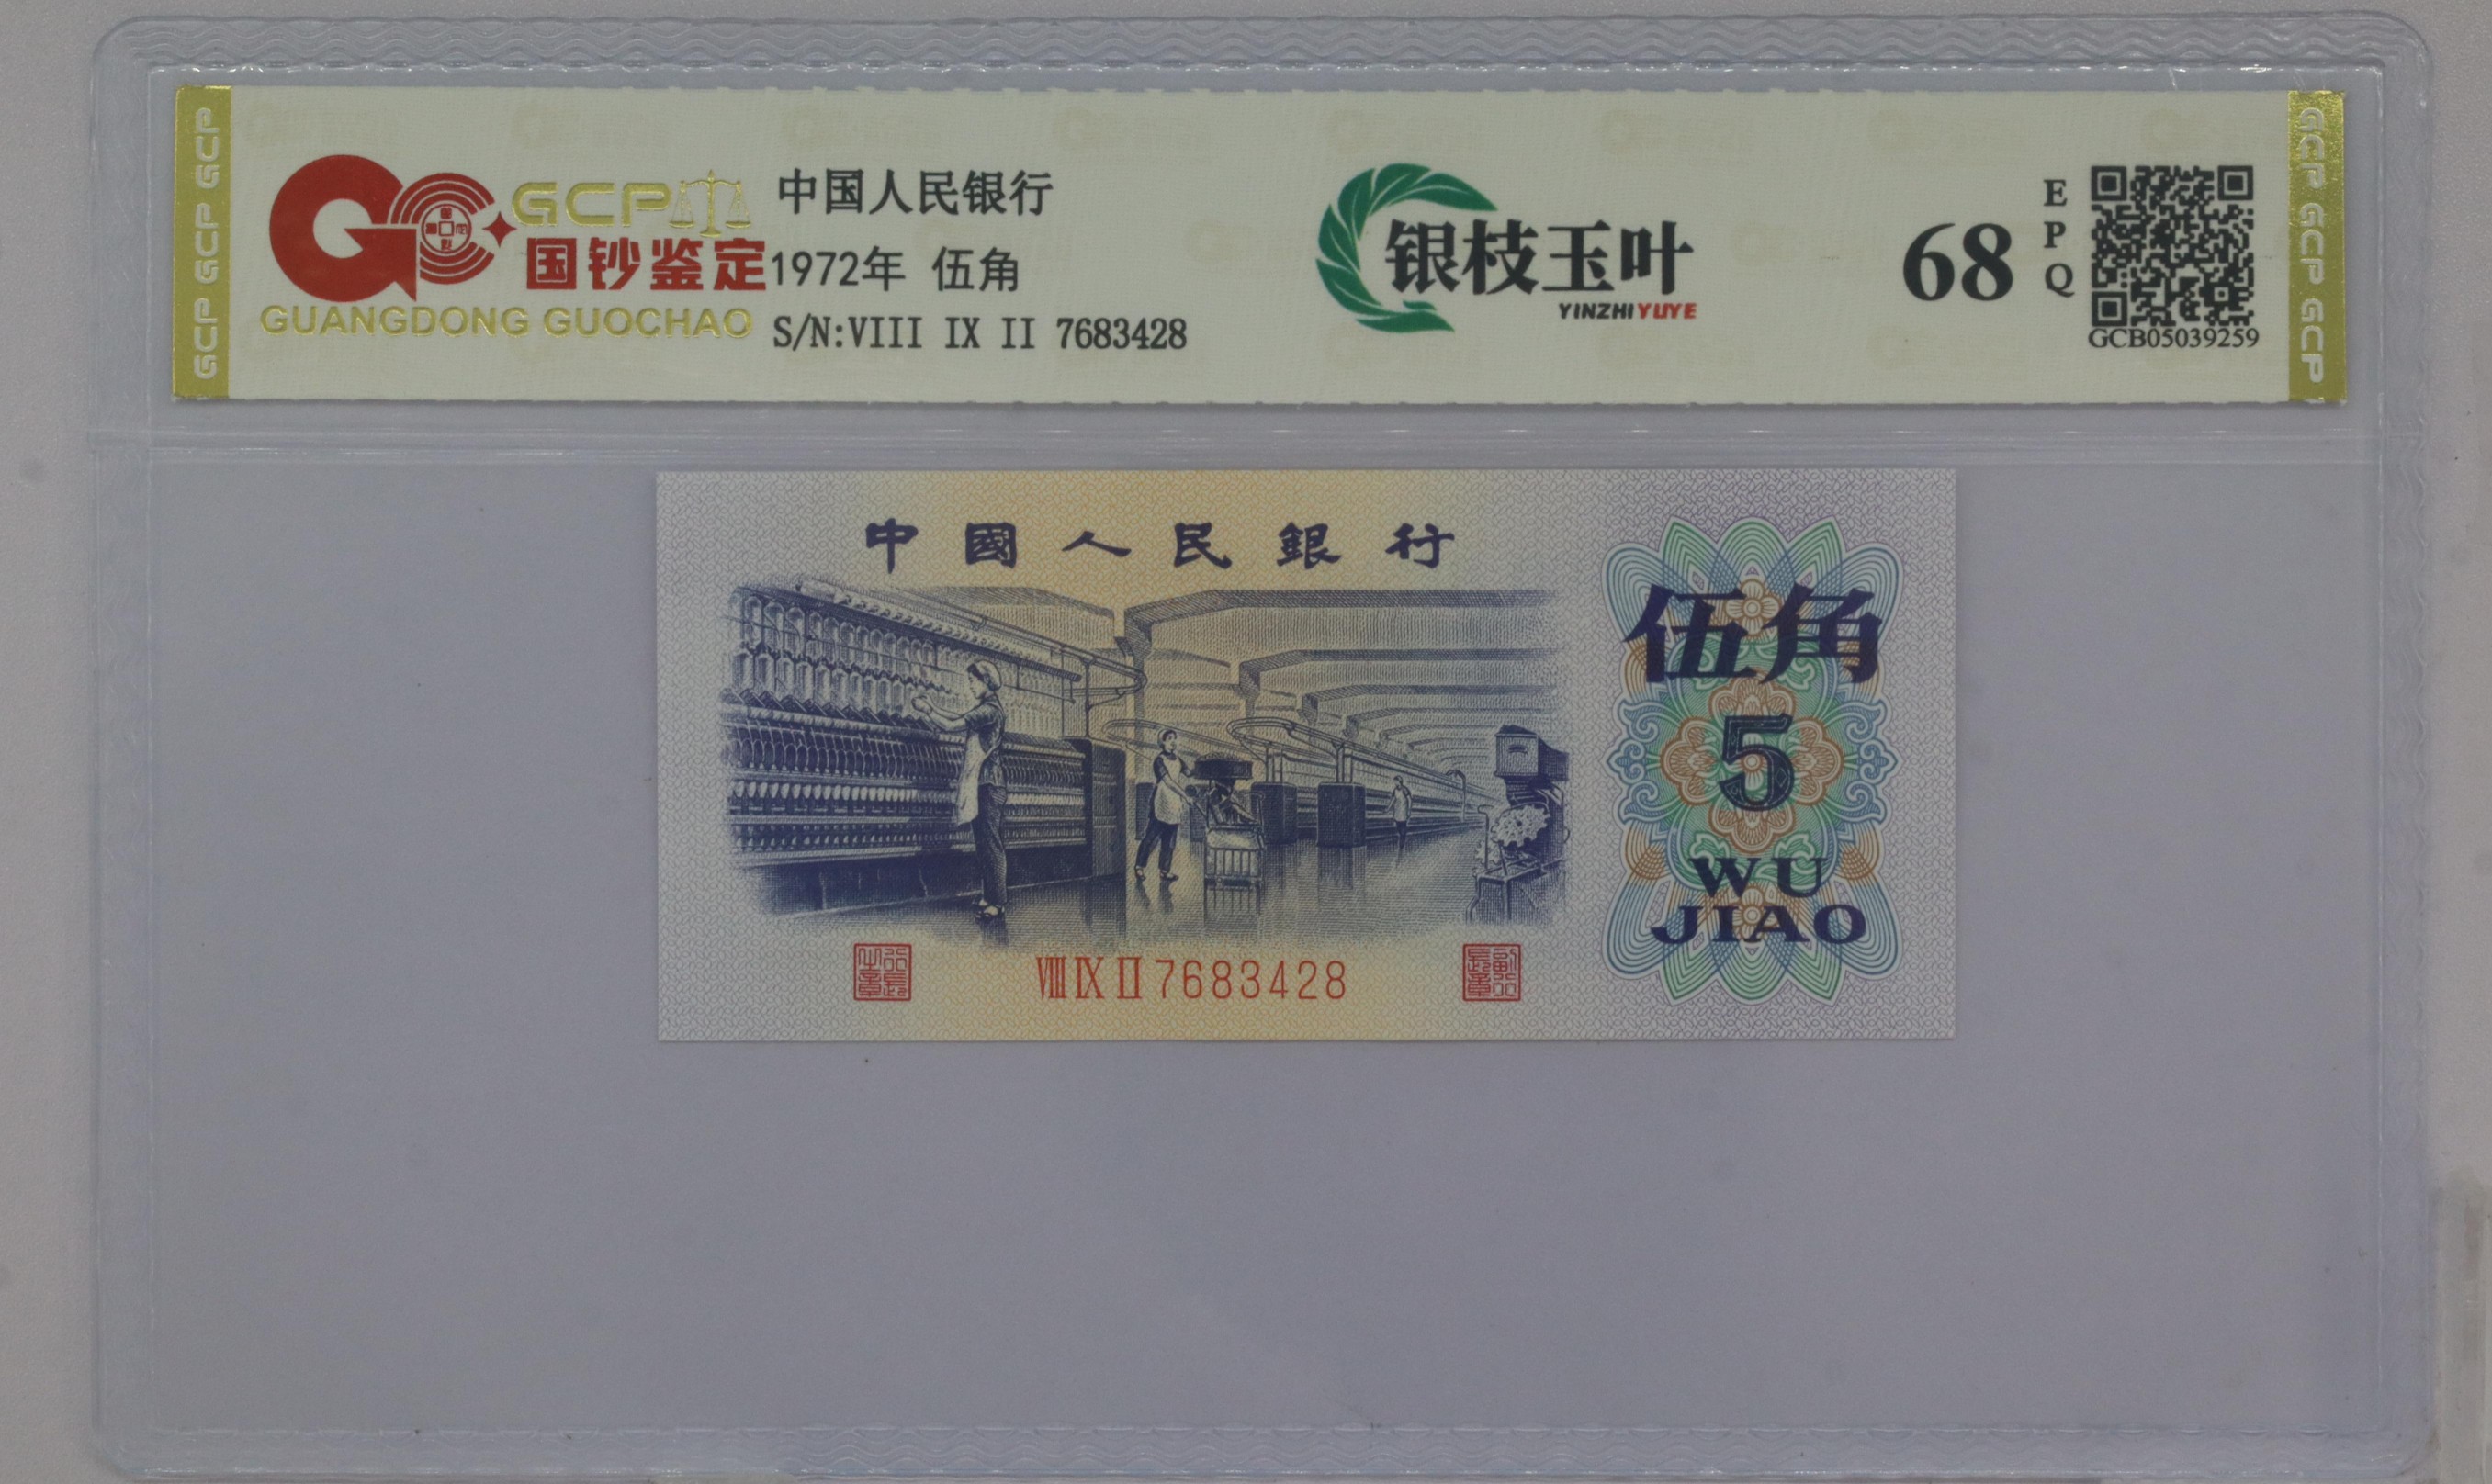 GCP GCP GCP
GCP
国钞鉴定
GUANGDONG GUOCHAO
中国人民银行
1972年 伍角
S/N:VIII IX II 7683428
银枝玉叶
YINZHIYUYE
68
EPQ
GCB05039259
GCP GCP GCP
中國人民銀行
伍角
5
WU
JIAO
VIII IX II 7683428